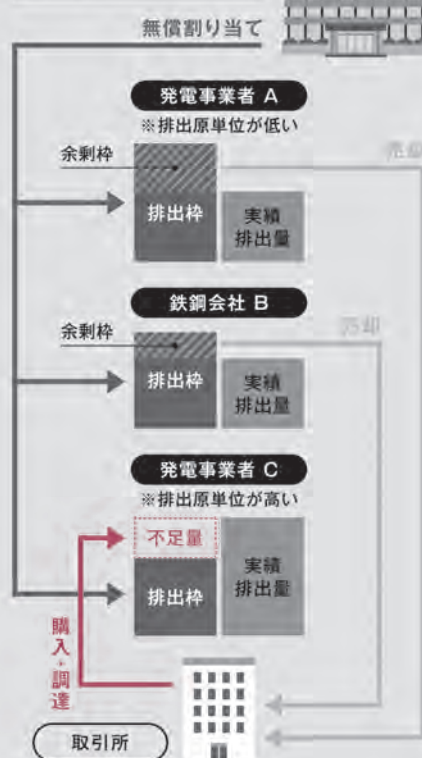 無償割り当て
発電事業者 A
※排出原単位が低い
余剰枠
売却
排出枠
実績
排出量
鉄鋼会社 B
余剰枠
売却
排出枠
実績
排出量
発電事業者 C
※排出原単位が高い
不足量
実績
排出量
排出枠
購入・調達
取引所